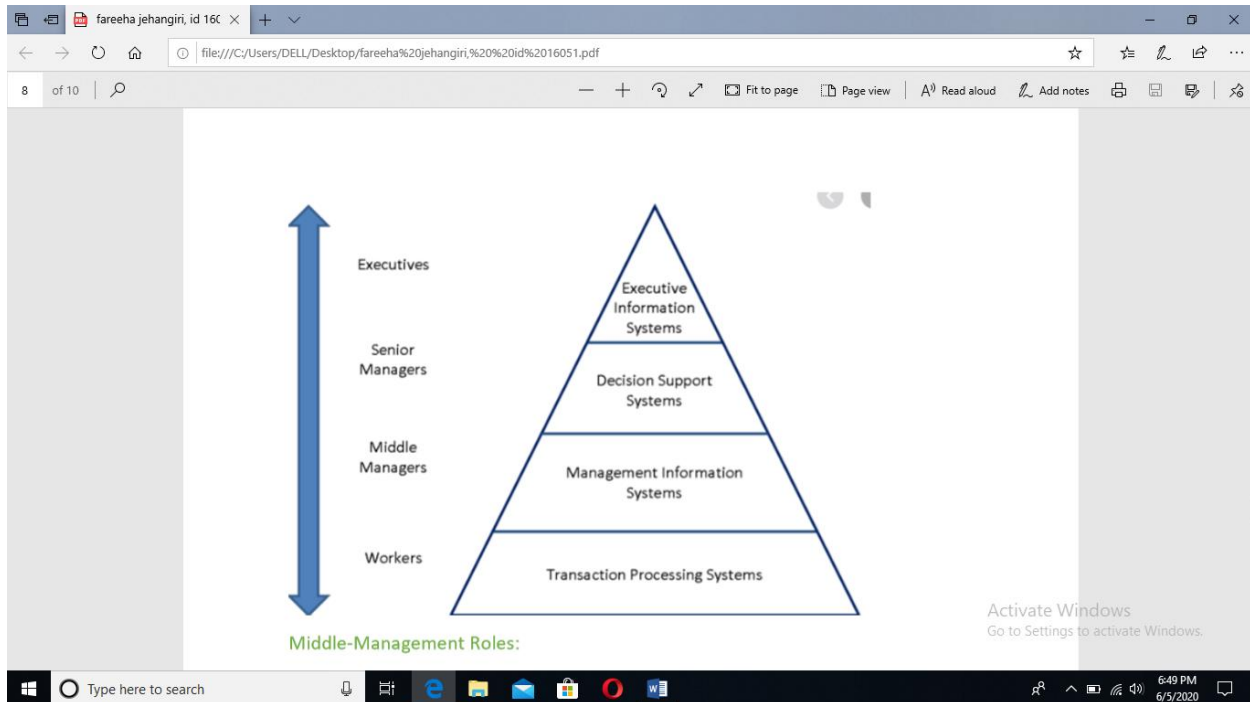 fareeha jehangiri, id 160
file:///C:/Users/DELL/Desktop/fareeha%20jehangiri,%20%20id%2016051.pdf
8 of 10 Fit to page Page view Read aloud Add notes
Executives
Senior
Managers
Middle
Managers
Workers
Executive
Information
Systems
Decision Support
Systems
Management Information
Systems
Transaction Processing Systems
Middle-Management Roles:
Activate Windows
Go to Settings to activate Windows.
Type here to search
6:49 PM
6/5/2020